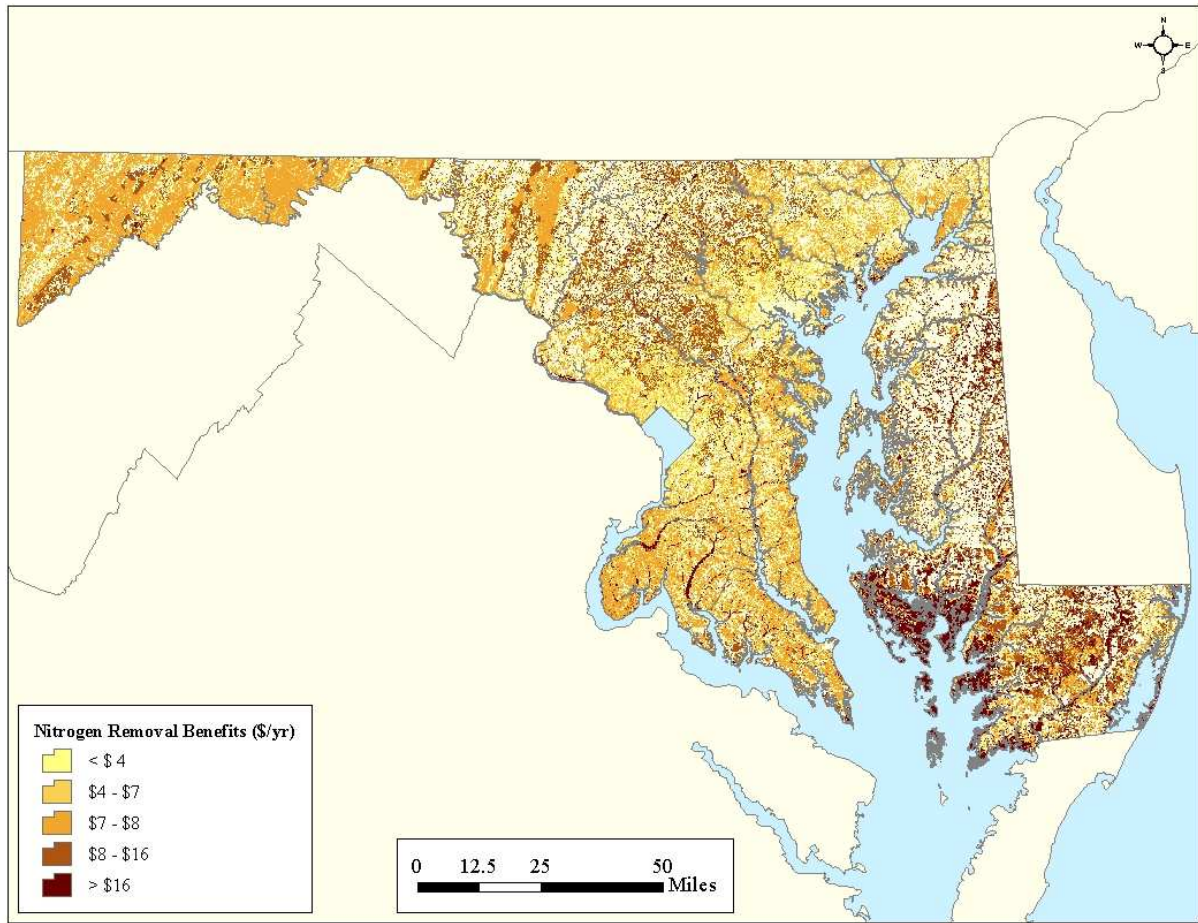 N
W E
S
Nitrogen Removal Benefits ($/yr)
< $ 4
$4 - $7
$7 - $8
$8 - $16
> $16
0 12.5 25 50
Miles